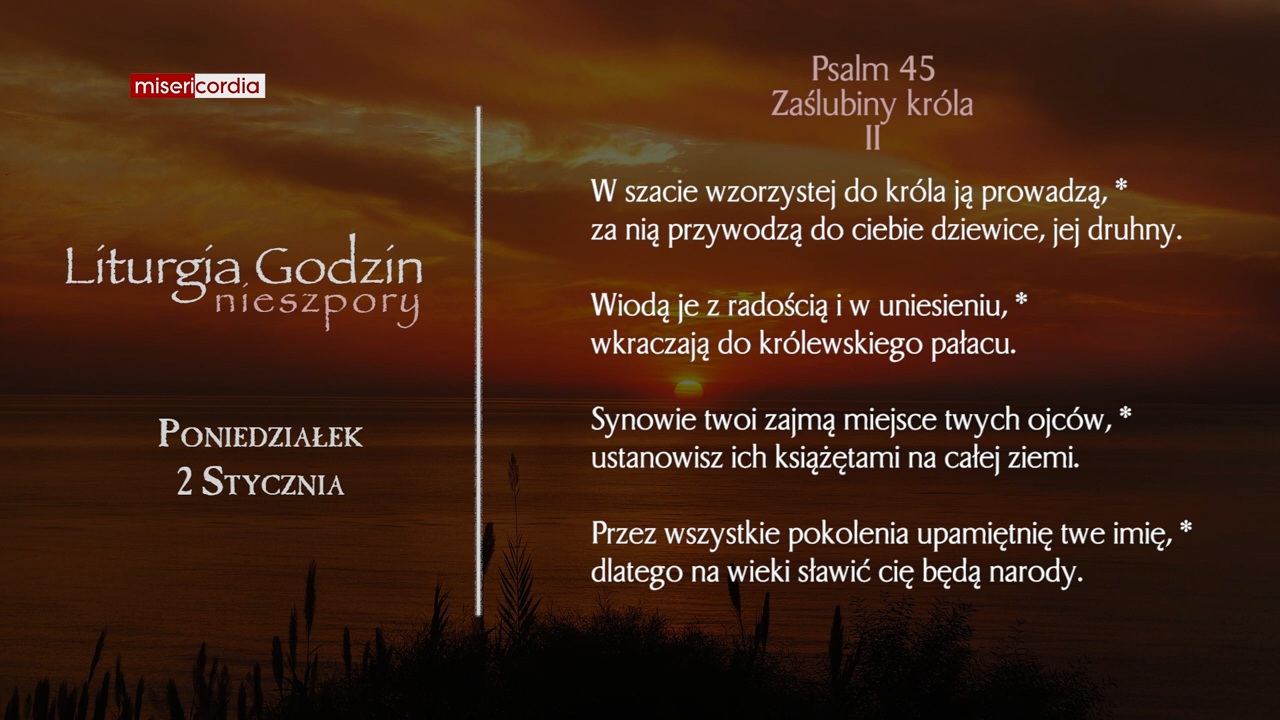 misericordia
Liturgia Godzin
nieszpory
Poniedziałek
2 Stycznia
Psalm 45
Zaślubiny króla
II
W szacie wzorzystej do króla ją prowadzą, *
za nią przywodzą do ciebie dziewice, jej druhny.
Wiodą je z radością i w uniesieniu, *
wkraczają do królewskiego pałacu.
Synowie twoi zajmą miejsce twych ojców, *
ustanowisz ich książętami na całej ziemi.
Przez wszystkie pokolenia upamiętnię twe imię, *
dlatego na wieki sławić cię będą narody.